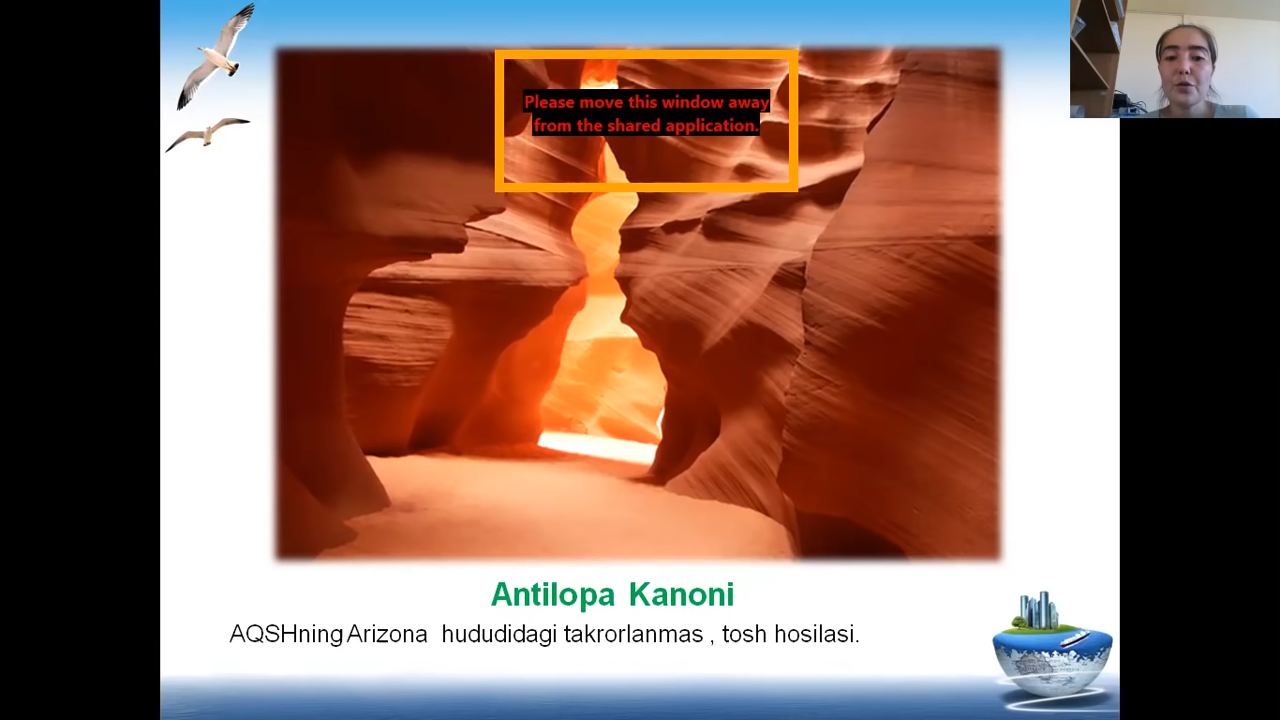 Please move this window away
from the shared application.
Antilopa Kanoni
AQSHning Arizona hududidagi takrorlanmas , tosh hosilasi.